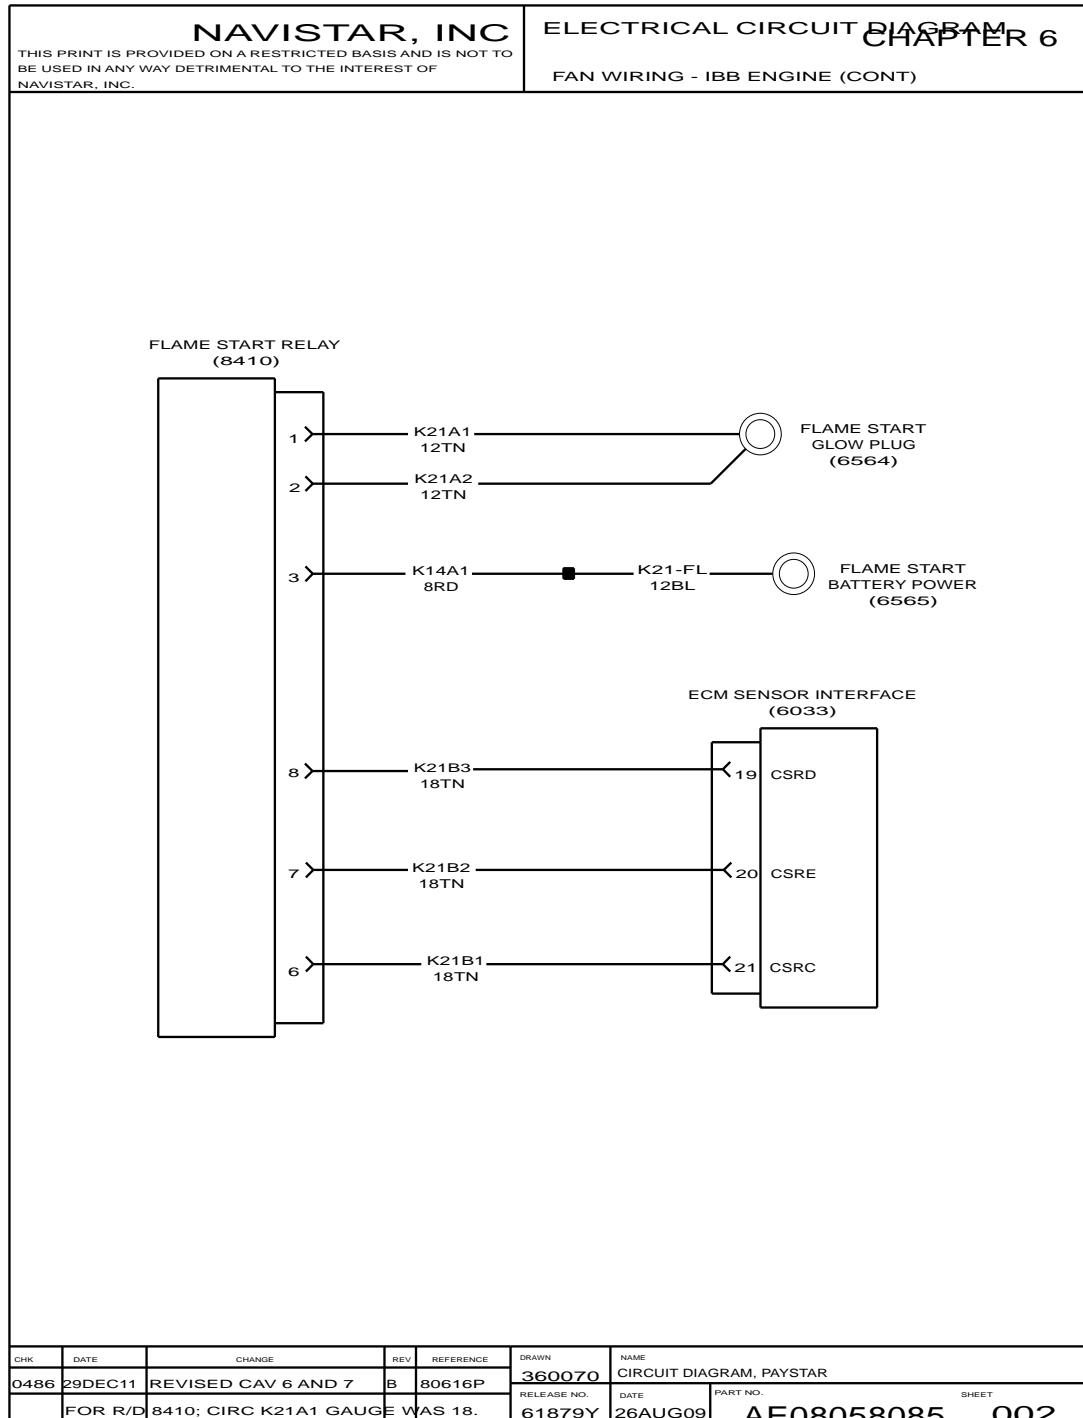 NAVISTAR, INC
THIS PRINT IS PROVIDED ON A RESTRICTED BASIS AND IS NOT TO
BE USED IN ANY WAY DETRIMENTAL TO THE INTEREST OF
NAVISTAR, INC.
ELECTRICAL CIRCUIT DIAGRAM
CHAPTER 6
FAN WIRING - IBB ENGINE (CONT)
FLAME START RELAY
(8410)
1
K21A1
12TN
FLAME START
GLOW PLUG
(6564)
2
K21A2
12TN
3
K14A1
8RD
K21-FL
12BL
FLAME START
BATTERY POWER
(6565)
ECM SENSOR INTERFACE
(6033)
8
K21B3
18TN
19 CSRD
7
K21B2
18TN
20 CSRE
6
K21B1
18TN
21 CSRC
CHK DATE CHANGE REV REFERENCE
0486 29DEC11 REVISED CAV 6 AND 7 B 80616P
FOR R/D 8410; CIRC K21A1 GAUGE WAS 18.
DRAWN
360070
NAME
CIRCUIT DIAGRAM, PAYSTAR
RELEASE NO.
61879Y
DATE
26AUG09
PART NO.
AE08058085
SHEET
002